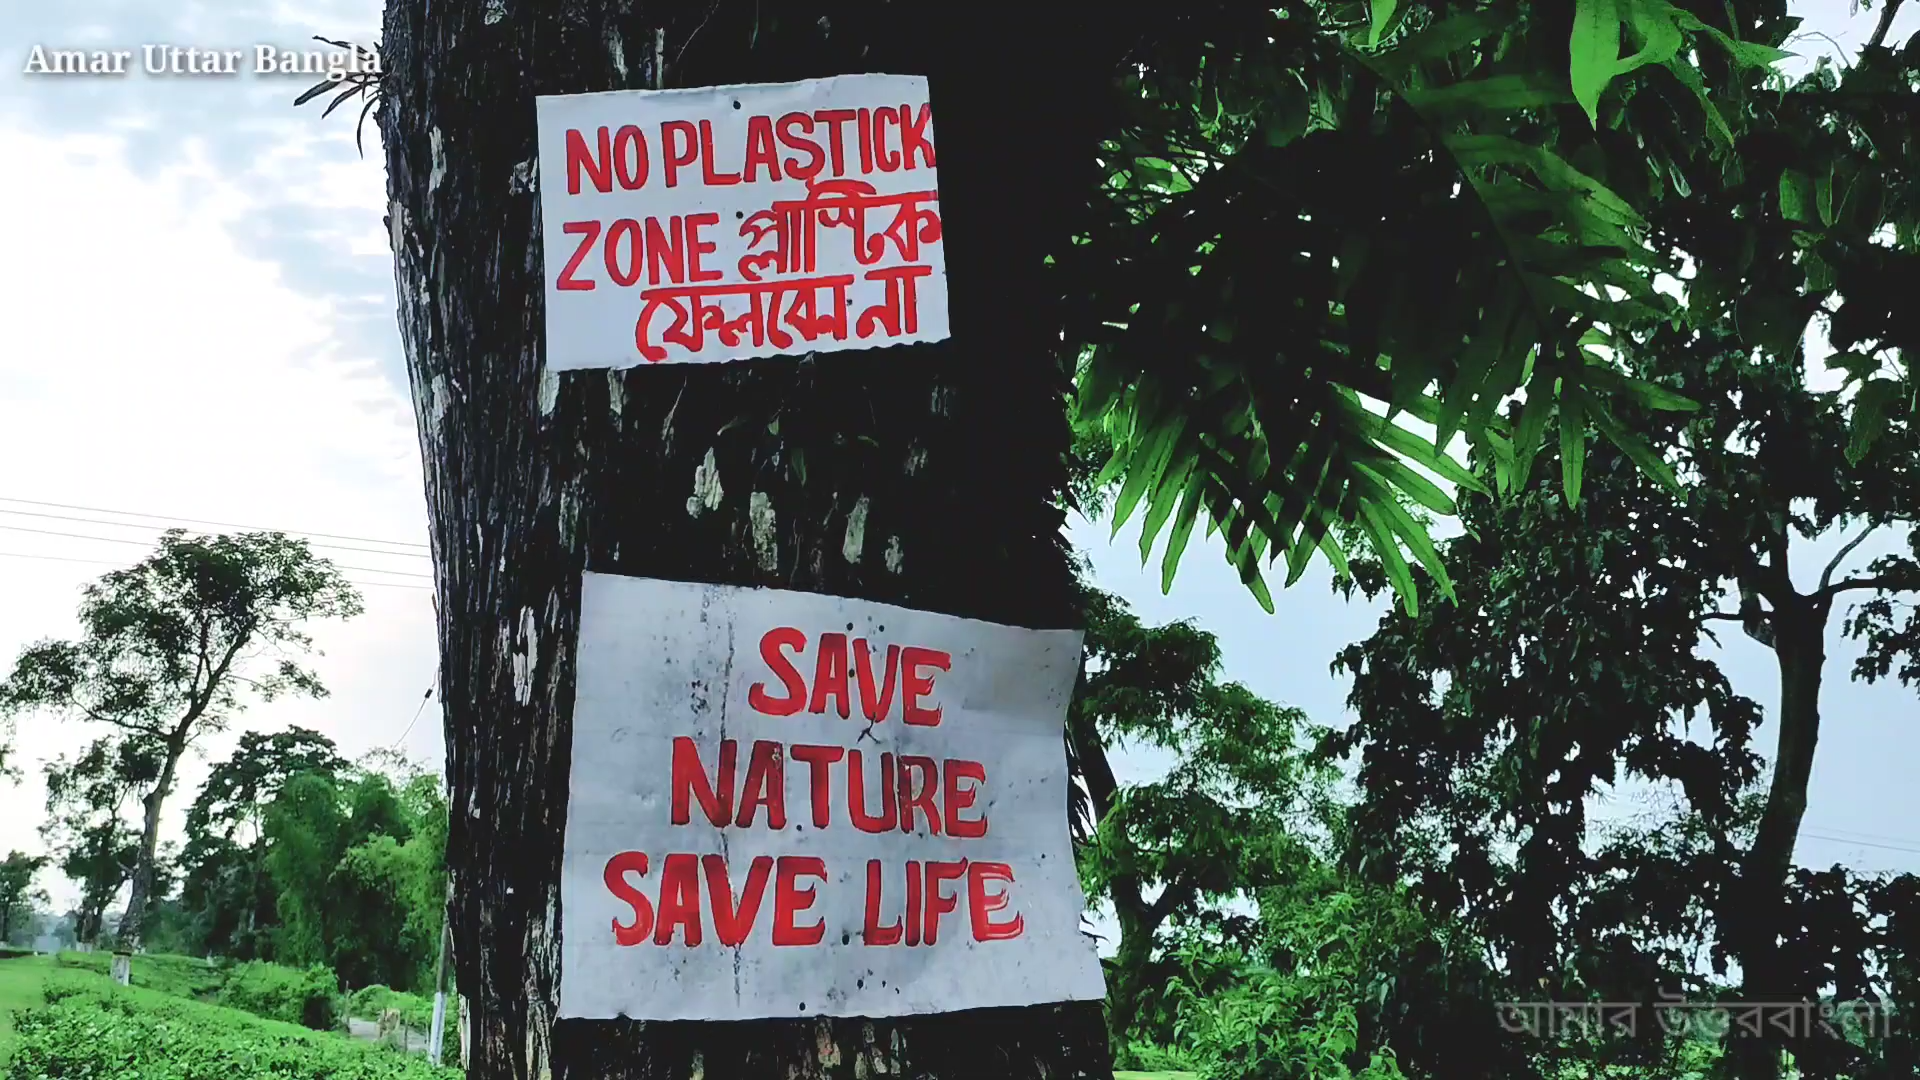 Amar Uttar Bangla
NO PLASTICK
ZONE প্লাস্টিক
ফেলবেন না
SAVE
NATURE
SAVE LIFE
আমার উত্তরবাংলা